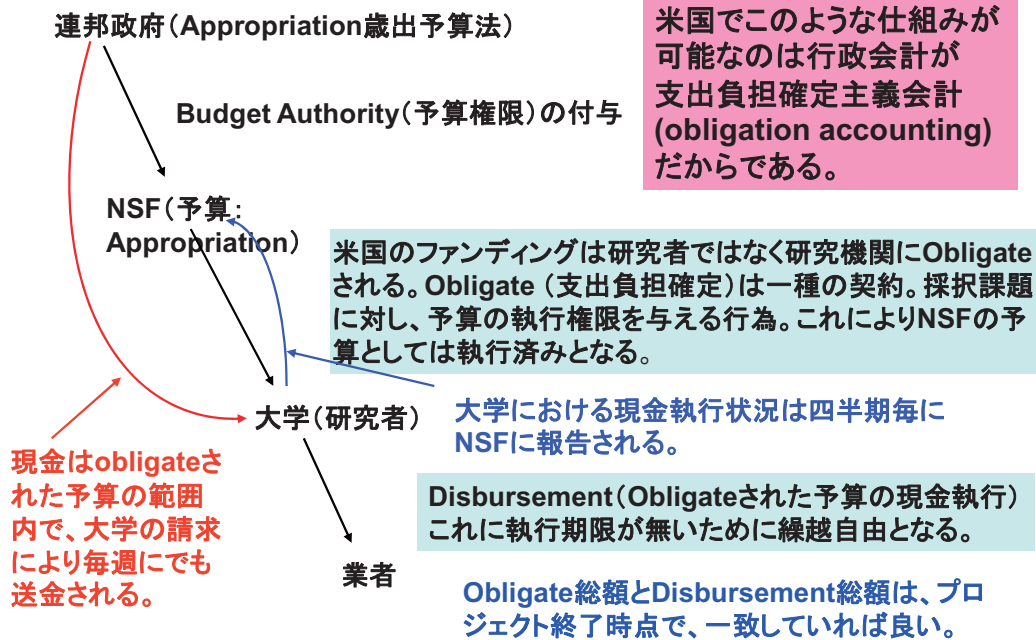 連邦政府（Appropriation歳出予算法）
米国でこのような仕組みが
可能なのは行政会計が
支出負担確定主義会計
(obligation accounting)
だからである。
Budget Authority（予算権限）の付与
NSF（予算：
Appropriation）
米国のファンディングは研究者ではなく研究機関にObligate
される。Obligate （支出負担確定）は一種の契約。採択課題
に対し、予算の執行権限を与える行為。これによりNSFの予
算としては執行済みとなる。
大学（研究者）
大学における現金執行状況は四半期毎に
NSFに報告される。
現金はobligateさ
れた予算の範囲
内で、大学の請求
により毎週にでも
送金される。
Disbursement（Obligateされた予算の現金執行）
これに執行期限が無いために繰越自由となる。
業者
Obligate総額とDisbursement総額は、プロ
ジェクト終了時点で、一致していれば良い。